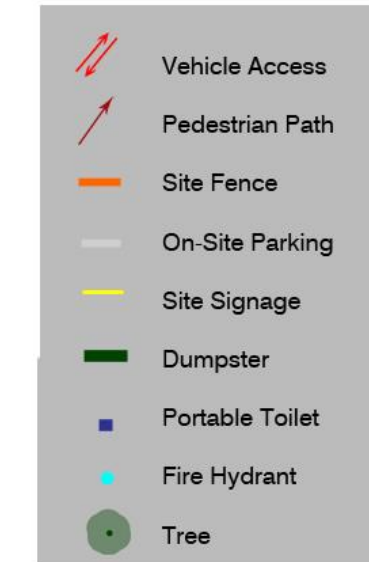 Vehicle Access
Pedestrian Path
Site Fence
On-Site Parking
Site Signage
Dumpster
Portable Toilet
Fire Hydrant
Tree